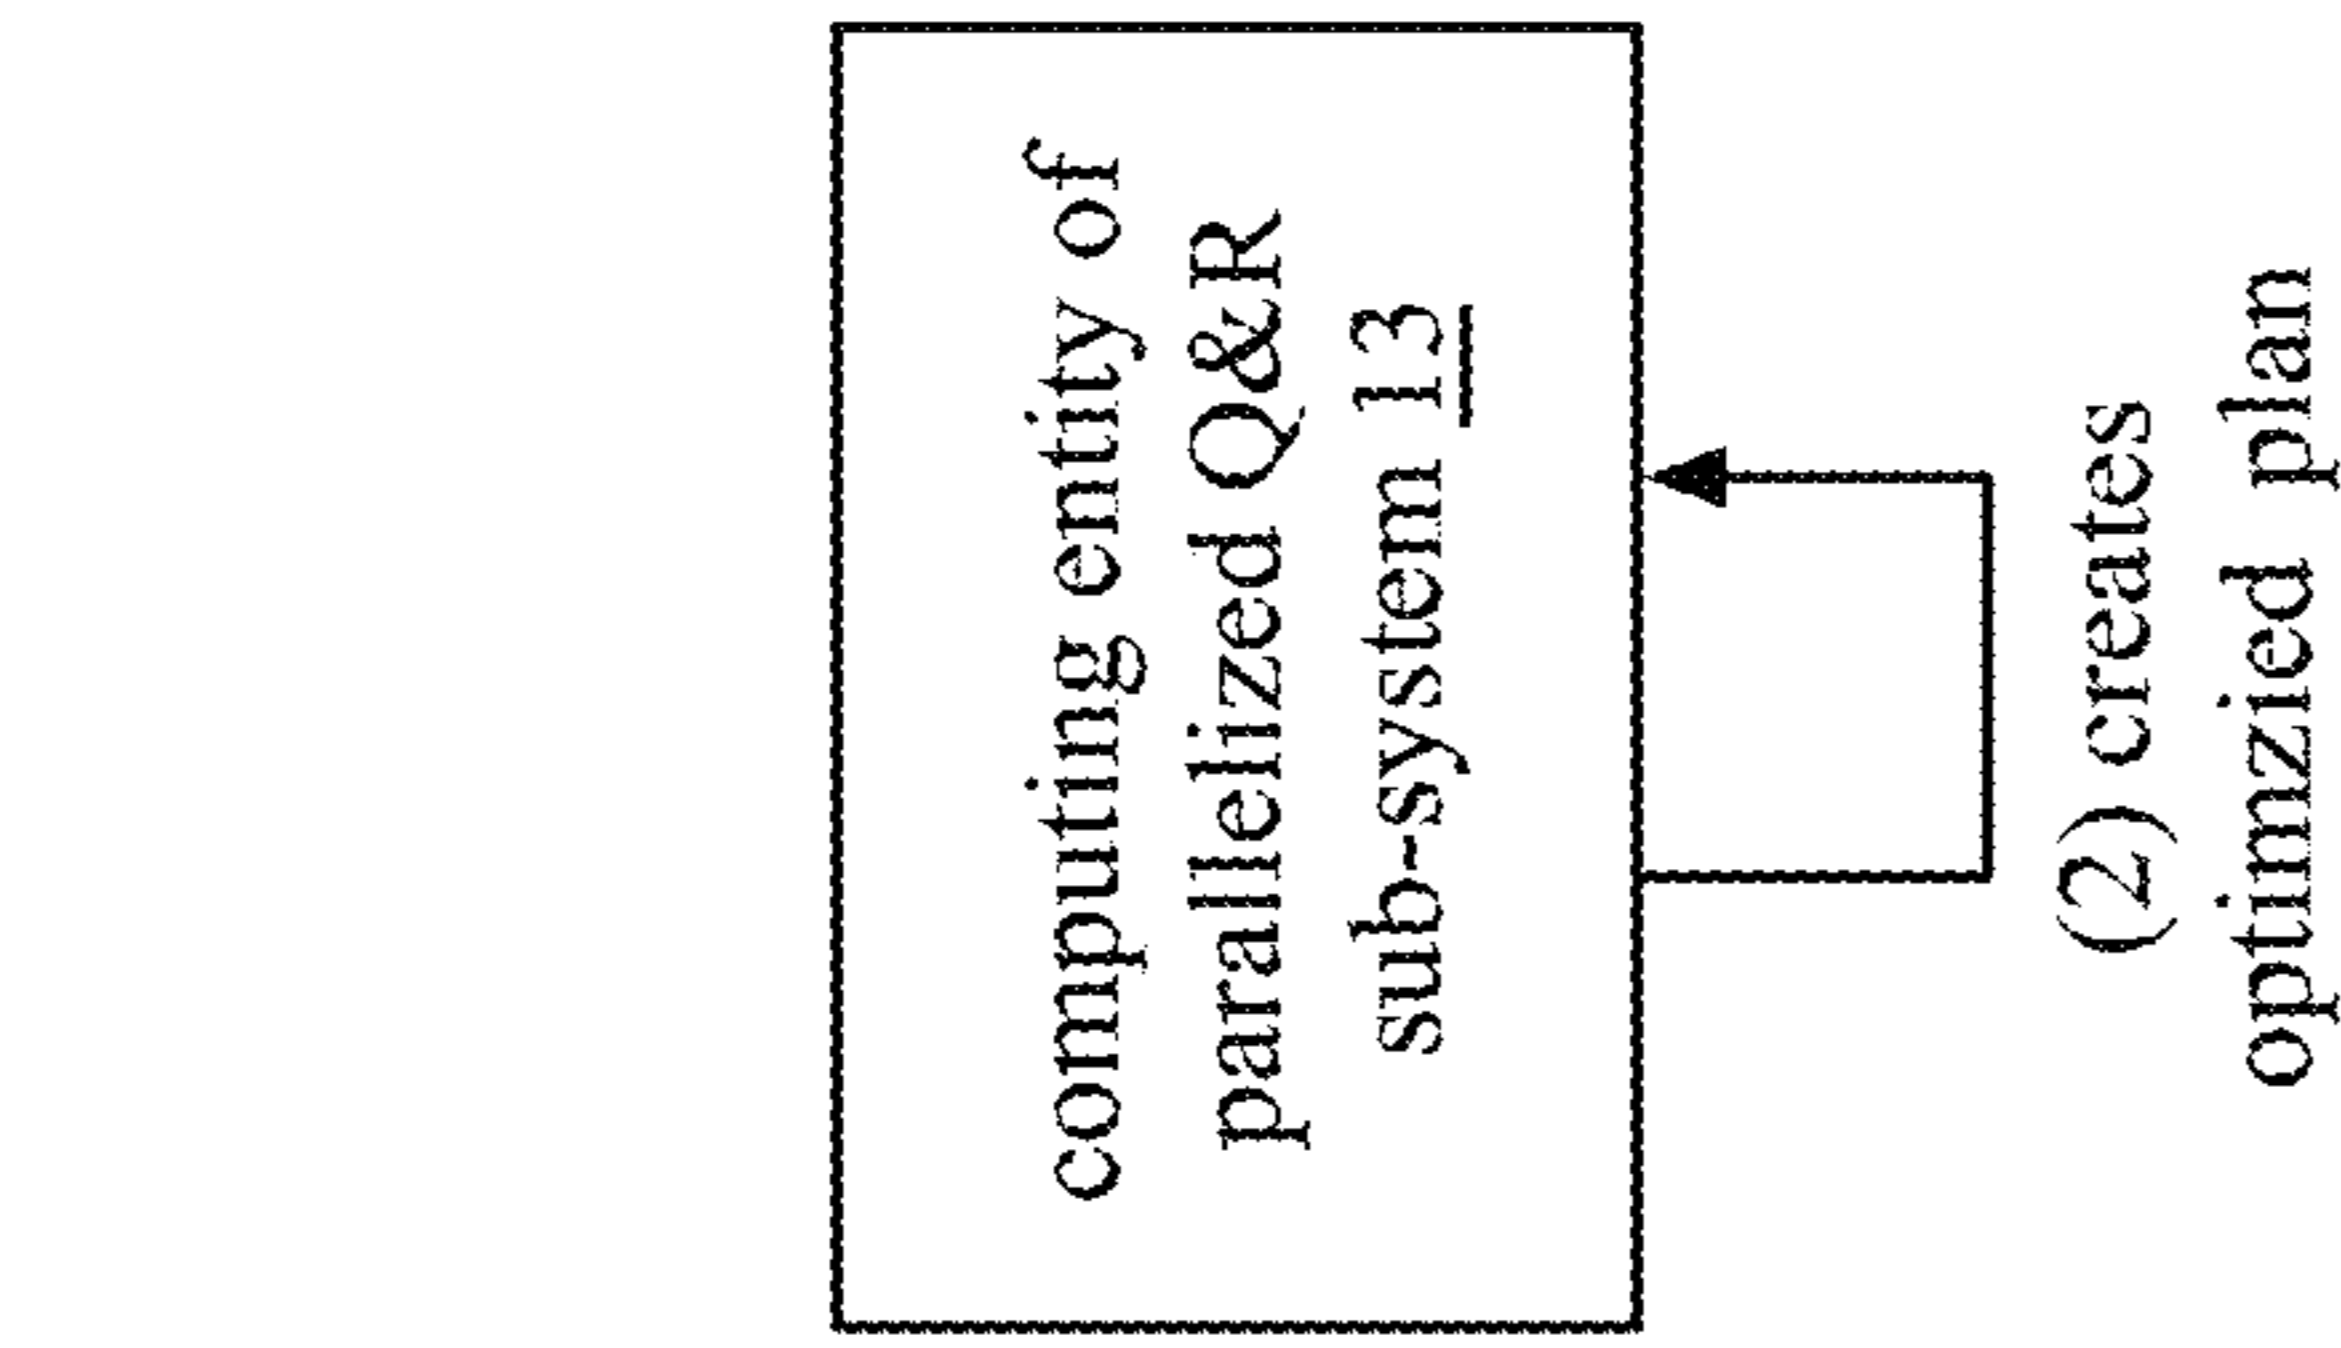 computing entity of
parallelized Q&R
sub-system 13
(2) creates
optimzied plan